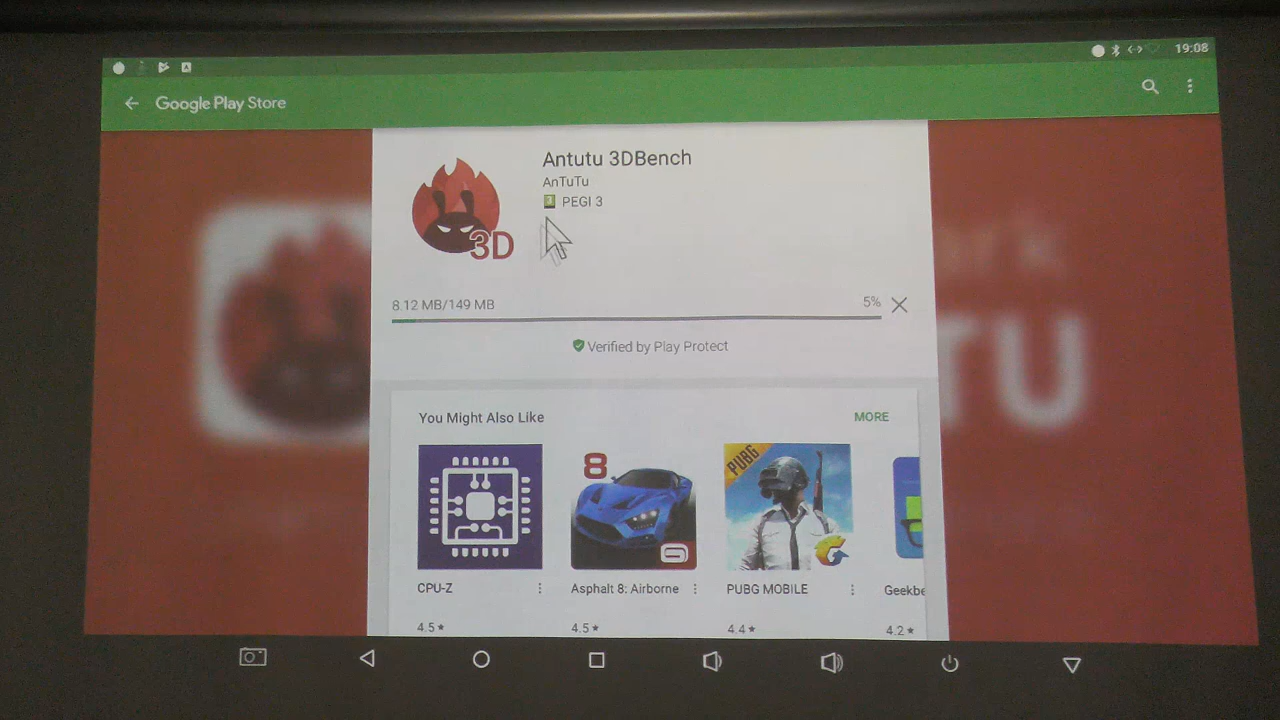 19:08
Google Play Store
Antutu 3DBench
AnTuTu
3 PEGI 3
3D
8.12 MB/149 MB
5%
Verified by Play Protect
You Might Also Like
MORE
8
PUBG
CPU-Z
Asphalt 8: Airborne
PUBG MOBILE
Geekbe
4.5★
4.5★
4.4★
4.2★
TU